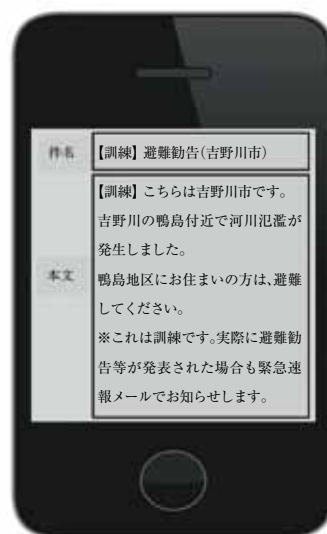 件名
【訓練】避難勧告(吉野川市)
本文
【訓練】こちらは吉野川市です。
吉野川の鴨島付近で河川氾濫が
発生しました。
鴨島地区にお住まいの方は、避難
してください。
※これは訓練です。実際に避難勧
告等が発表された場合も緊急速
報メールでお知らせします。